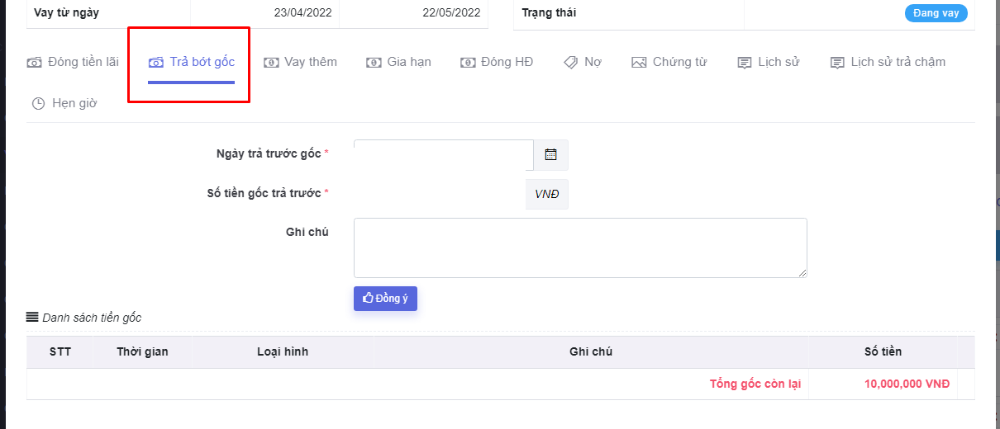 Vay từ ngày 23/04/2022 22/05/2022 Trạng thái Đang vay
Đóng tiền lãi Trả bớt gốc Vay thêm Gia hạn Đóng HĐ Nợ Chứng từ Lịch sử Lịch sử trả chậm
Hẹn giờ
Ngày trả trước gốc *
Số tiền gốc trả trước * VNĐ
Ghi chú
Đồng ý
Danh sách tiền gốc
STT Thời gian Loại hình Ghi chú Số tiền
Tổng gốc còn lại 10,000,000 VNĐ